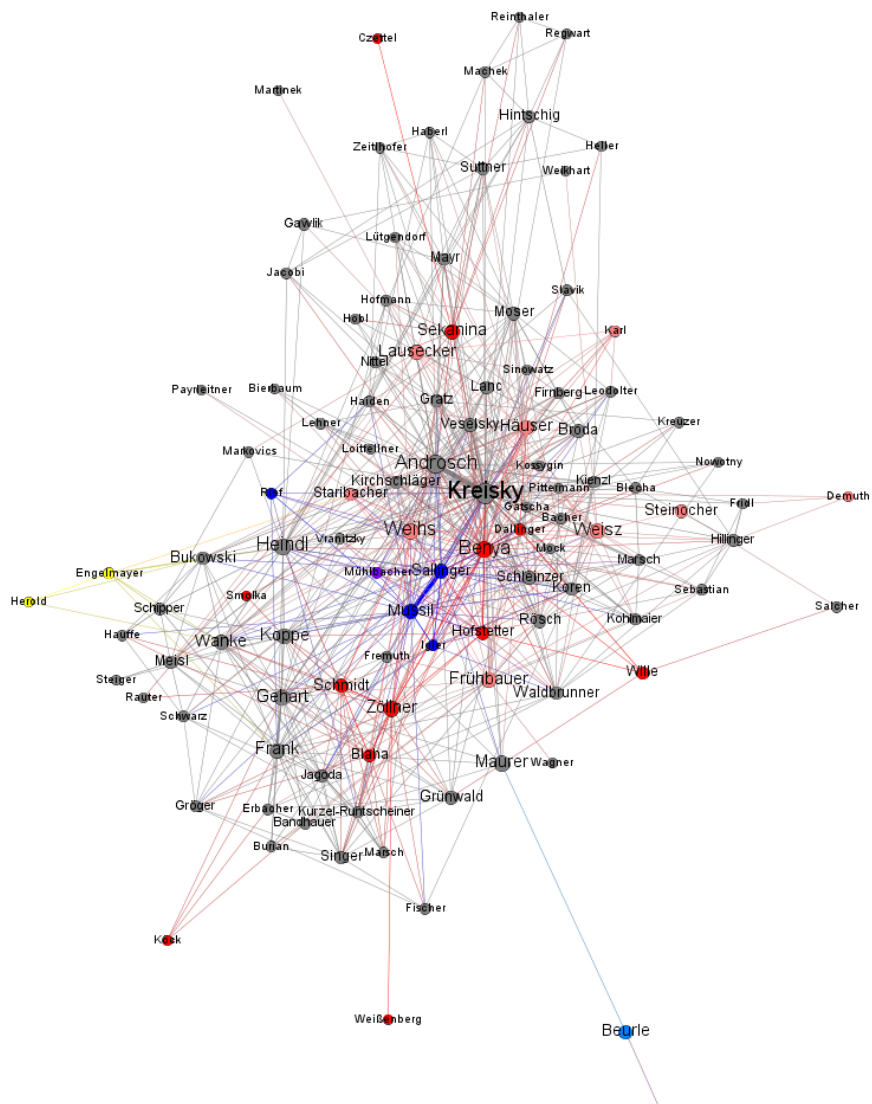 Reinthaler
Regwart
Czettel
Machek
Martinek
Hintschig
Haberl
Zeitlhofer
Heller
Suttner
Weikhart
Gawlik
Lütgendorf
Mayr
Jacobi
Slavik
Hofmann
Moser
Hobl
Sekanina
Karl
Lausecker
Nittel
Sinowatz
Payrleitner
Bierbaum
Lanc
Firnberg
Leodolter
Haiden
Gratz
Lehner
Veselsky
Häuser
Broda
Kreuzer
Markovics
Loitfellner
Androsch
Kossygin
Nowotny
Kirchschläger
Kreisky
Pittermann
Kienzl
Blecha
Staribacher
Demuth
Fridl
Gatscha
Steinocher
Bacher
Dallinger
Weihs
Weisz
Vranitzky
Hillinger
Heindl
Benya
Mock
Bukowski
Marsch
Engelmayer
Mühlbacher
Sallinger
Schleinzer
Koren
Sebastian
Smolka
Herold
Schipper
Mussil
Salcher
Kohlmaier
Rösch
Hauffe
Wanke
Koppe
Hofstetter
Igler
Fremuth
Meisl
Wille
Steiger
Frühbauer
Schmidt
Rauter
Gehart
Waldbrunner
Zöllner
Schwarz
Frank
Blaha
Maurer
Wagner
Jagoda
Grünwald
Gröger
Erbacher
Kurzel-Runtscheiner
Bandhauer
Burian
Singer
Marsch
Fischer
Kock
Weißenberg
Beurle